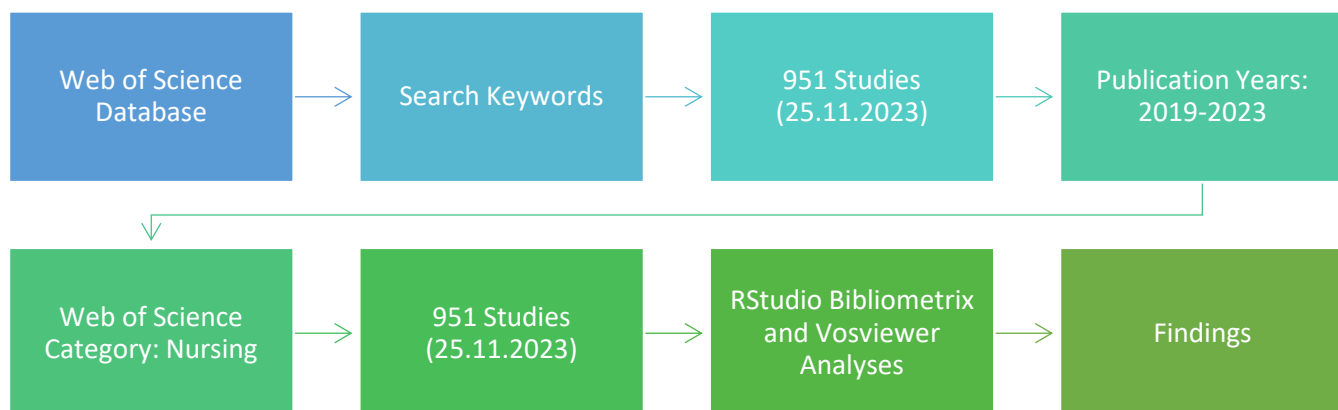 Web of Science
Database
Search Keywords
951 Studies
(25.11.2023)
Publication Years:
2019-2023
Web of Science
Category: Nursing
951 Studies
(25.11.2023)
RStudio Bibliometrix
and Vosviewer
Analyses
Findings